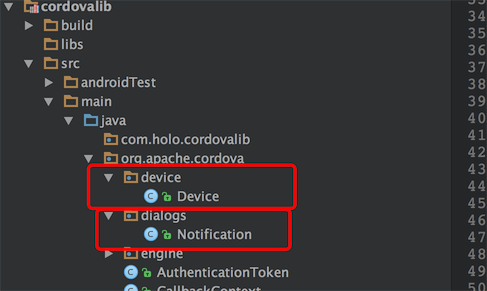 cordovalib
build
libs
src
androidTest
main
java
com.holo.cordovalib
org.apache.cordova
device
Device
dialogs
Notification
engine
AuthenticationToken
CallbackContext
34
35
36
37
38
39
40
41
42
43
44
45
46
47
48
49